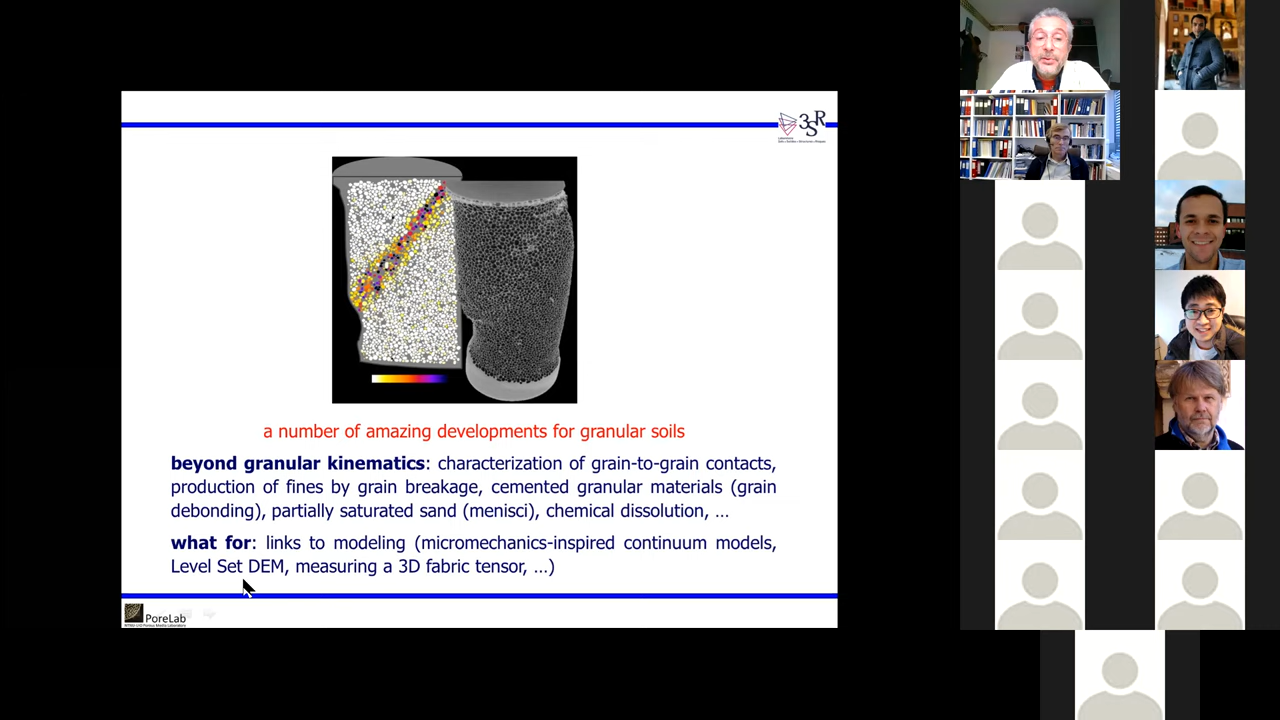 3SR
a number of amazing developments for granular soils
beyond granular kinematics: characterization of grain-to-grain contacts,
production of fines by grain breakage, cemented granular materials (grain
debonding), partially saturated sand (menisci), chemical dissolution, ...
what for: links to modeling (micromechanics-inspired continuum models,
Level Set DEM, measuring a 3D fabric tensor, ...)
PoreLab